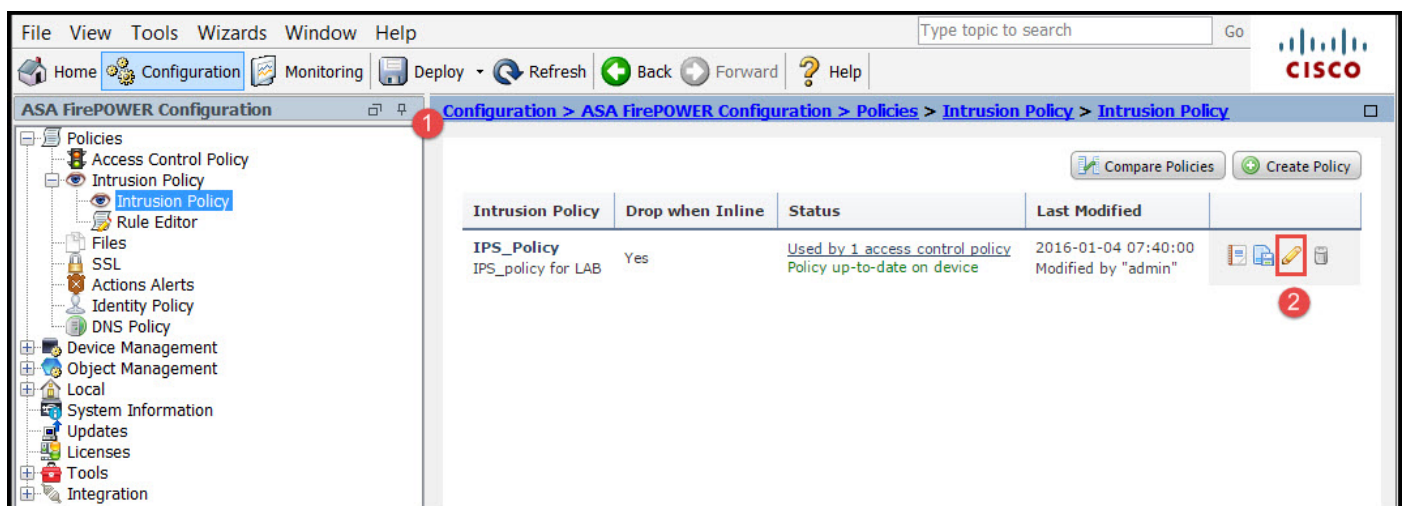 File View Tools Wizards Window Help
Type topic to search Go
CISCO
Home Configuration Monitoring Deploy Refresh Back Forward Help
ASA FirePOWER Configuration
1
Configuration > ASA FirePOWER Configuration > Policies > Intrusion Policy > Intrusion Policy
Policies
Access Control Policy
Intrusion Policy
Intrusion Policy
Rule Editor
Files
SSL
Actions Alerts
Identity Policy
DNS Policy
Device Management
Object Management
Local
System Information
Updates
Licenses
Tools
Integration
Compare Policies Create Policy
Intrusion Policy Drop when Inline Status Last Modified
IPS_Policy Yes Used by 1 access control policy 2016-01-04 07:40:00
IPS_policy for LAB Policy up-to-date on device Modified by "admin"
2